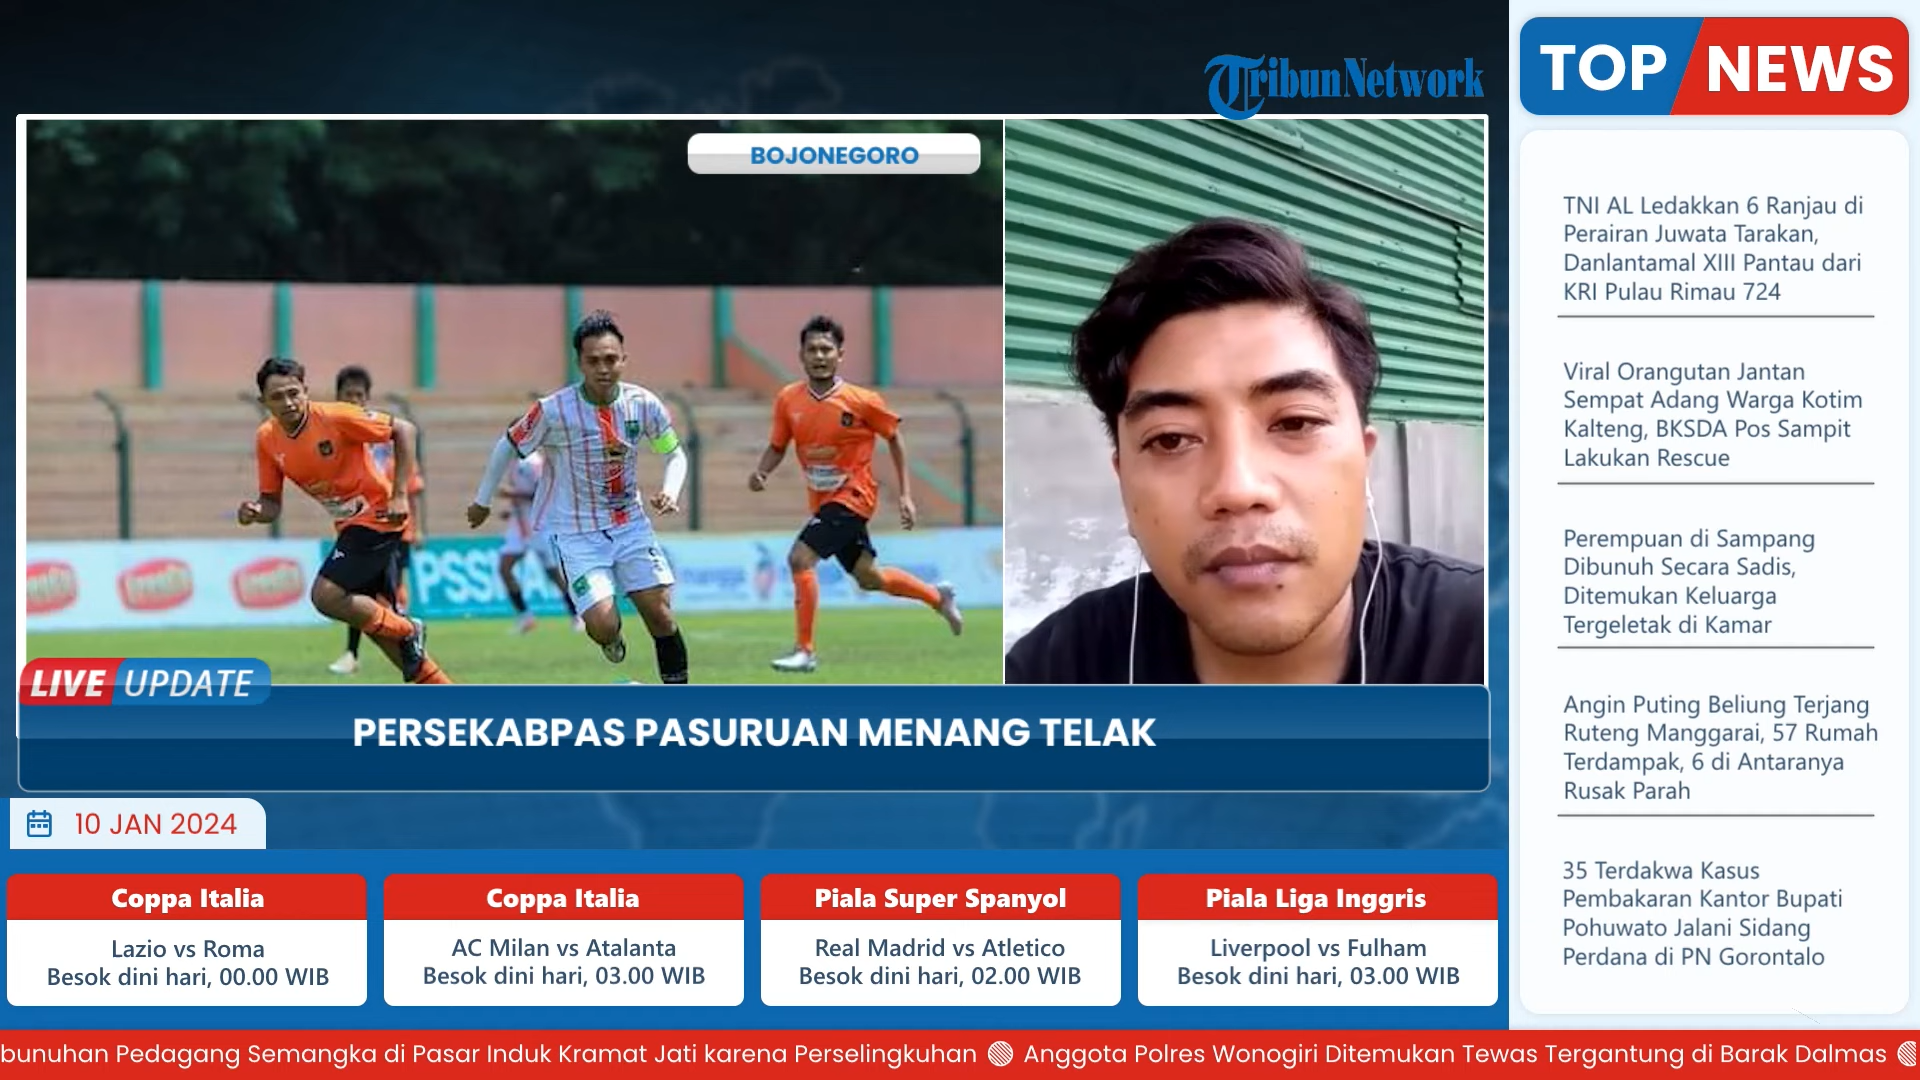 TribunNetwork
TOP NEWS
BOJONEGORO
PSSI
LIVE UPDATE
PERSEKABPAS PASURUAN MENANG TELAK
10 JAN 2024
TNI AL Ledakkan 6 Ranjau di
Perairan Juwata Tarakan,
Danlantamal XIII Pantau dari
KRI Pulau Rimau 724
Viral Orangutan Jantan
Sempat Adang Warga Kotim
Kalteng, BKSDA Pos Sampit
Lakukan Rescue
Perempuan di Sampang
Dibunuh Secara Sadis,
Ditemukan Keluarga
Tergeletak di Kamar
Angin Puting Beliung Terjang
Ruteng Manggarai, 57 Rumah
Terdampak, 6 di Antaranya
Rusak Parah
35 Terdakwa Kasus
Pembakaran Kantor Bupati
Pohuwato Jalani Sidang
Perdana di PN Gorontalo
Coppa Italia
Lazio vs Roma
Besok dini hari, 00.00 WIB
Coppa Italia
AC Milan vs Atalanta
Besok dini hari, 03.00 WIB
Piala Super Spanyol
Real Madrid vs Atletico
Besok dini hari, 02.00 WIB
Piala Liga Inggris
Liverpool vs Fulham
Besok dini hari, 03.00 WIB
bunuhan Pedagang Semangka di Pasar Induk Kramat Jati karena Perselingkuhan Anggota Polres Wonogiri Ditemukan Tewas Tergantung di Barak Dalmas